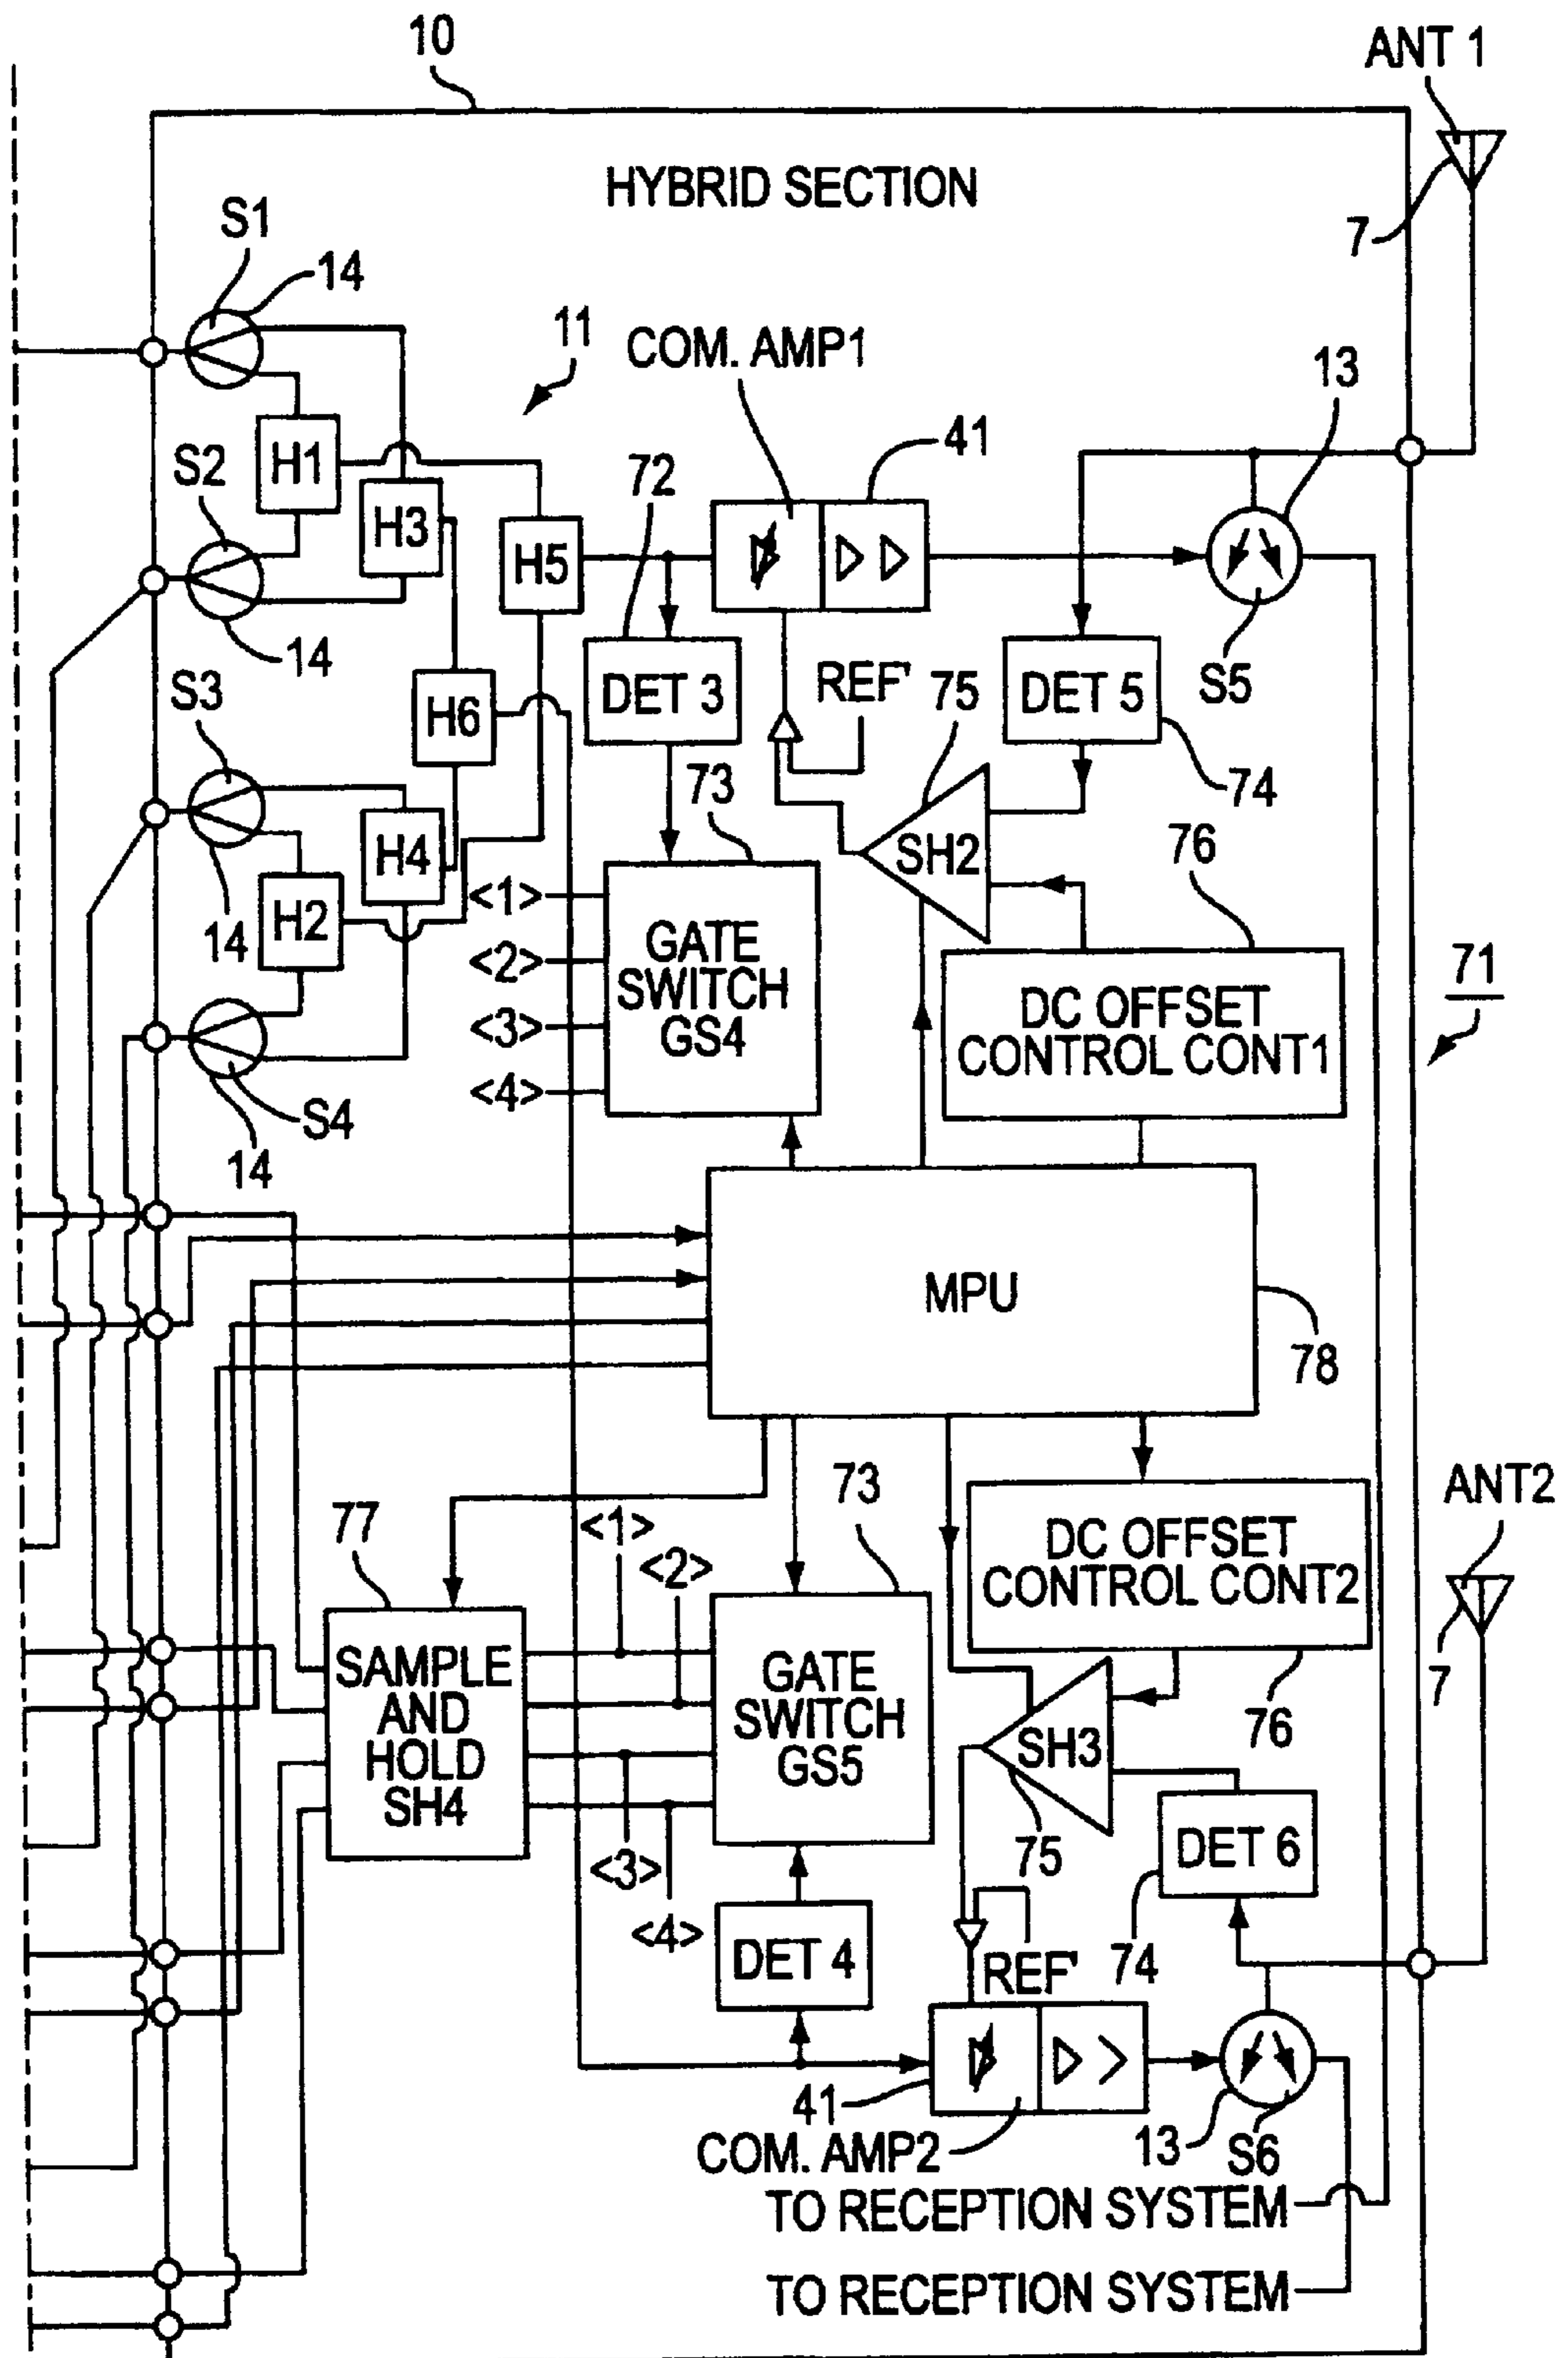 10
ANT 1
HYBRID SECTION
7
S1
14
11
COM. AMP1
13
41
S2
H1
72
H3
H5
14
S3
DET 3
REF'
75
DET 5
S5
H6
73
74
SH2
76
H4
<1>
14
H2
GATE
SWITCH
GS4
<2>
<3>
<4>
DC OFFSET
CONTROL CONT1
71
S4
14
MPU
78
73
ANT2
77
<1>
<2>
DC OFFSET
CONTROL CONT2
7
SAMPLE
AND
HOLD
SH4
GATE
SWITCH
GS5
76
SH3
75
<3>
DET 6
<4>
DET 4
74
REF'
41
COM. AMP2
13
S6
TO RECEPTION SYSTEM
TO RECEPTION SYSTEM